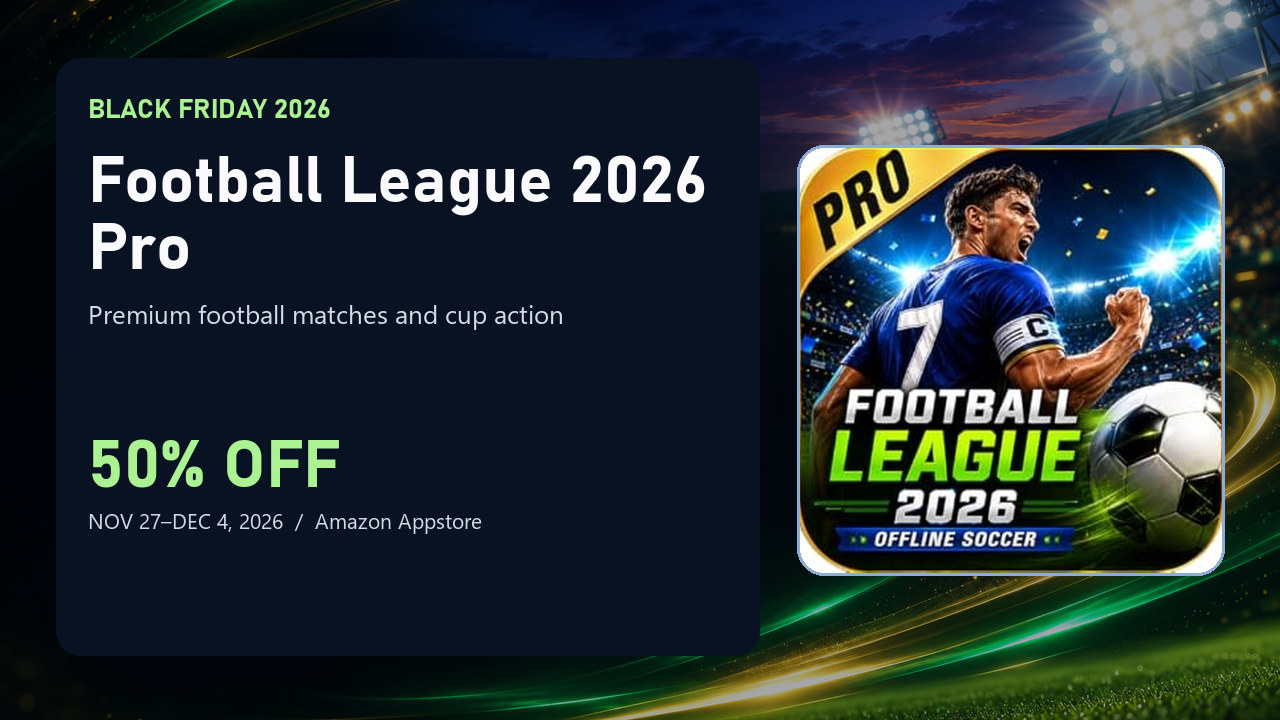 BLACK FRIDAY 2026
Football League 2026
Pro
Premium football matches and cup action
50% OFF
NOV 27–DEC 4, 2026 / Amazon Appstore
PRO
7
C
FOOTBALL
LEAGUE
2026
OFFLINE SOCCER